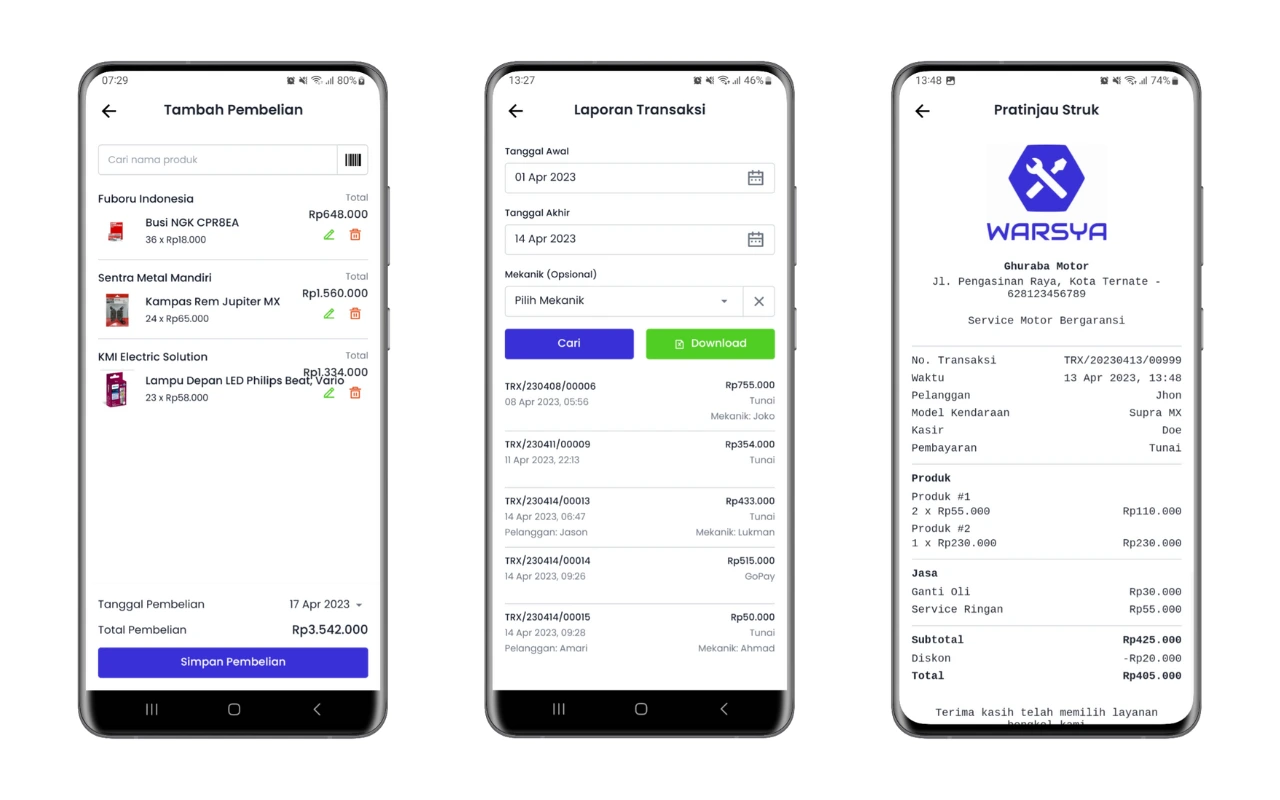 07:29
80%
Tambah Pembelian
Cari nama produk
Fuboru Indonesia
Total
Rp648.000
Busi NGK CPR8EA
36 x Rp18.000
Sentra Metal Mandiri
Total
Rp1.560.000
Kampas Rem Jupiter MX
24 x Rp65.000
KMI Electric Solution
Total
Rp1.334.000
Lampu Depan LED Philips Beat, Vario
23 x Rp58.000
Tanggal Pembelian
17 Apr 2023
Total Pembelian
Rp3.542.000
Simpan Pembelian
13:27
46%
Laporan Transaksi
Tanggal Awal
01 Apr 2023
Tanggal Akhir
14 Apr 2023
Mekanik (Opsional)
Pilih Mekanik
Cari
Download
TRX/230408/00006
Rp755.000
08 Apr 2023, 05:56
Tunai
Mekanik: Joko
TRX/230411/00009
Rp354.000
11 Apr 2023, 22:13
Tunai
TRX/230414/00013
Rp433.000
14 Apr 2023, 06:47
Tunai
Pelanggan: Jason
Mekanik: Lukman
TRX/230414/00014
Rp515.000
14 Apr 2023, 09:26
GoPay
TRX/230414/00015
Rp50.000
14 Apr 2023, 09:28
Tunai
Pelanggan: Amari
Mekanik: Ahmad
13:48
74%
Pratinjau Struk
WARSYA
Ghuraba Motor
Jl. Pengasinan Raya, Kota Ternate -
628123456789
Service Motor Bergaransi
No. Transaksi
TRX/20230413/00999
Waktu
13 Apr 2023, 13:48
Pelanggan
Jhon
Model Kendaraan
Supra MX
Kasir
Doe
Pembayaran
Tunai
Produk
Produk #1
2 x Rp55.000
Rp110.000
Produk #2
1 x Rp230.000
Rp230.000
Jasa
Ganti Oli
Rp30.000
Service Ringan
Rp55.000
Subtotal
Rp425.000
Diskon
-Rp20.000
Total
Rp405.000
Terima kasih telah memilih layanan
bengkel kami